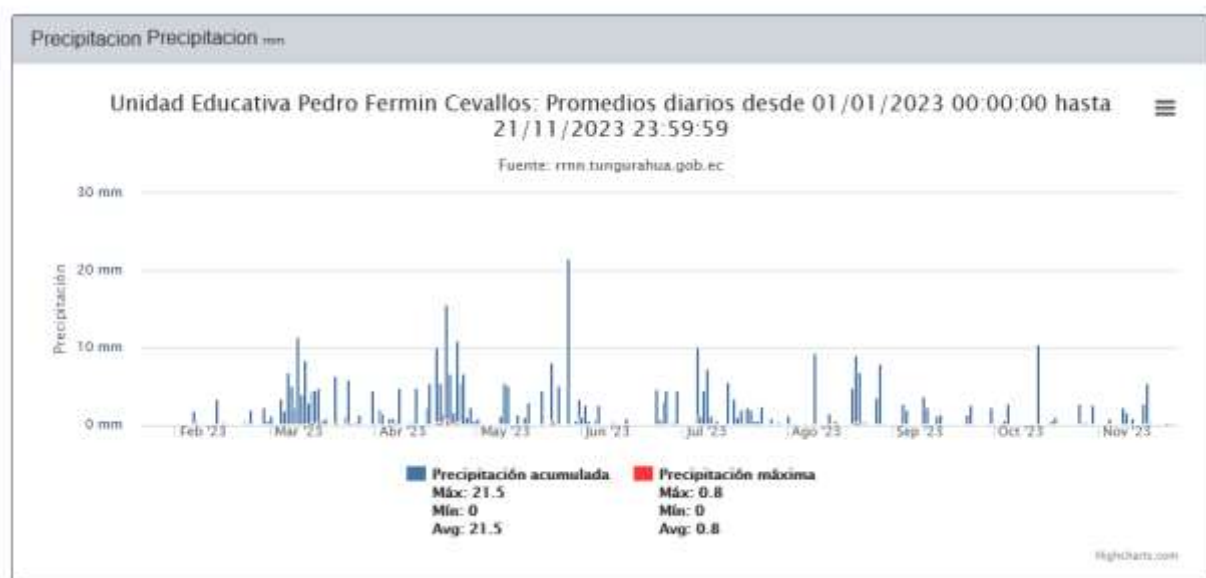 Precipitacion Precipitacion mm
Unidad Educativa Pedro Fermin Cevallos: Promedios diarios desde 01/01/2023 00:00:00 hasta
21/11/2023 23:59:59
Fuente: rrnn.tungurahua.gob.ec
30 mm
20 mm
10 mm
0 mm
Precipitación
Feb '23 Mar '23 Abr '23 May '23 Jun '23 Jul '23 Ago '23 Sep '23 Oct '23 Nov '23
Precipitación acumulada
Máx: 21.5
Mín: 0
Avg: 21.5
Precipitación máxima
Máx: 0.8
Mín: 0
Avg: 0.8
Highcharts.com